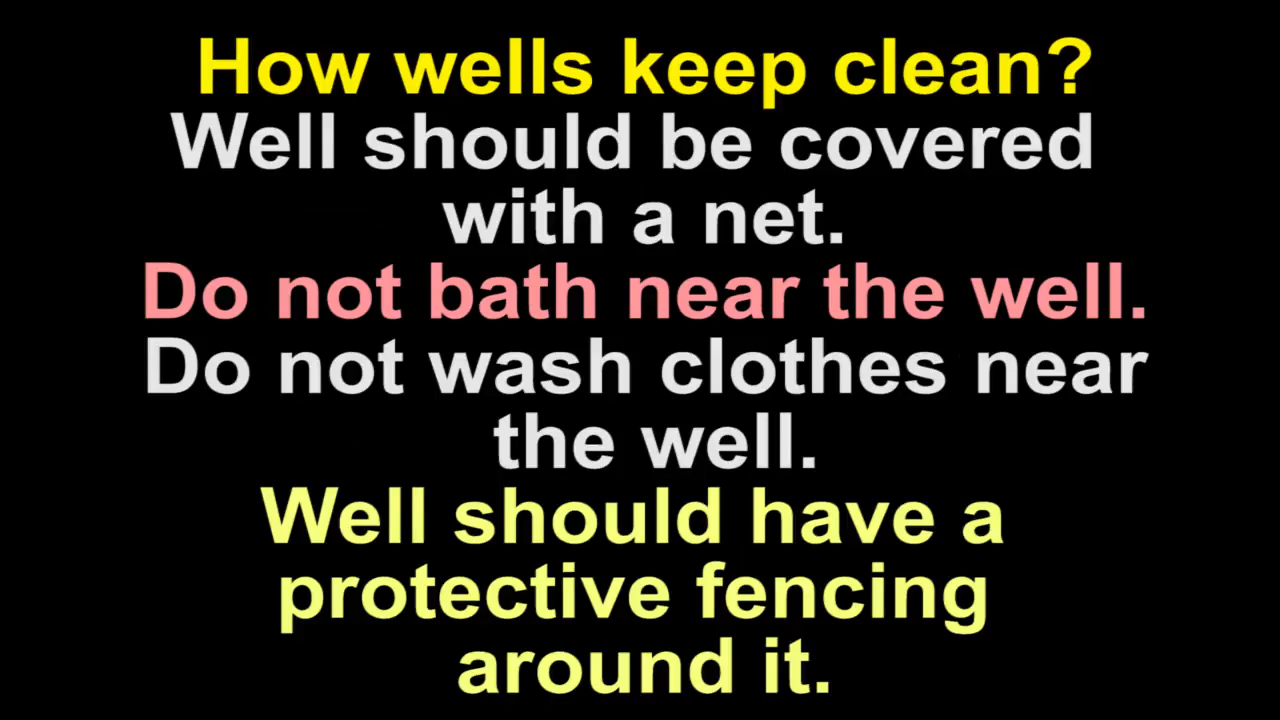 How wells keep clean?
Well should be covered
with a net.
Do not bath near the well.
Do not wash clothes near
the well.
Well should have a
protective fencing
around it.